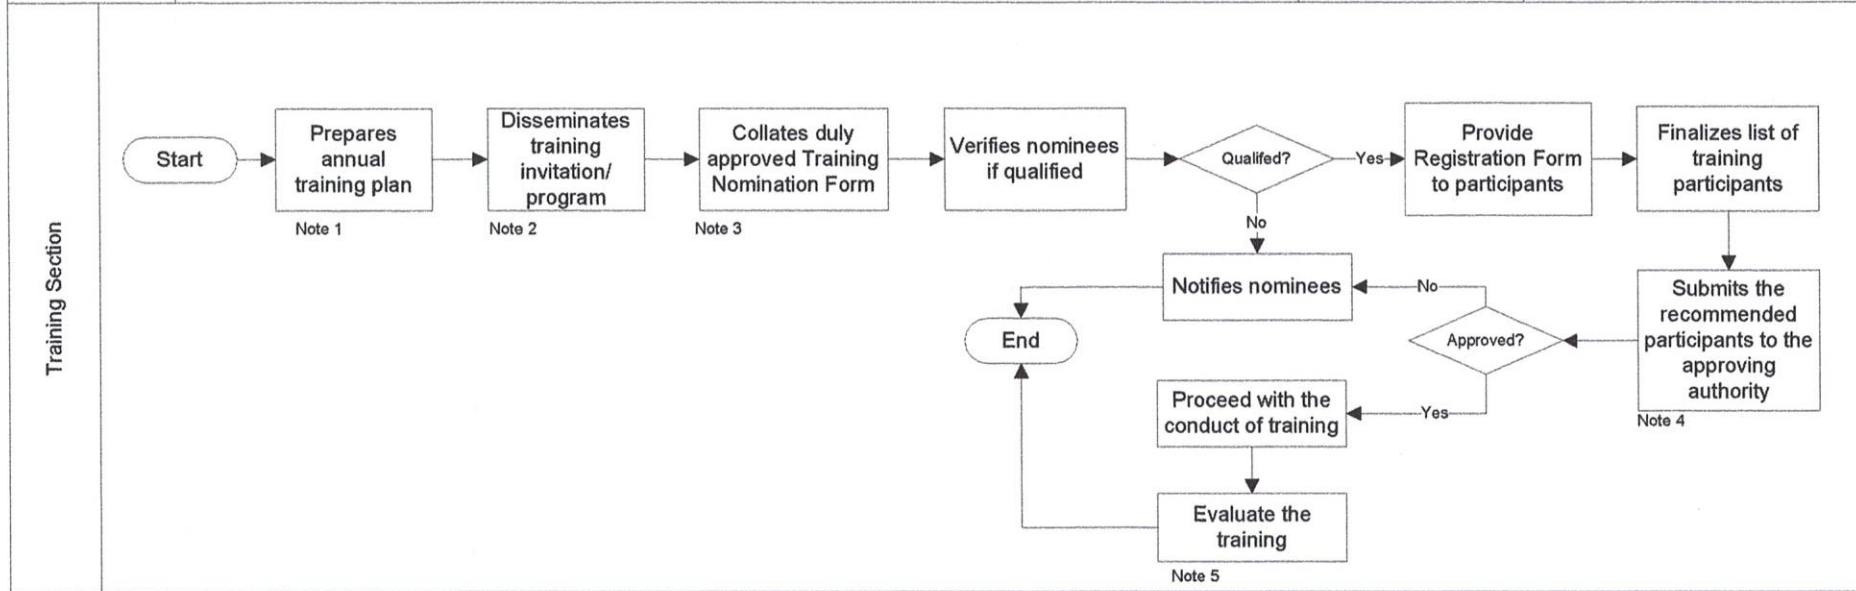 Training Section
Start
Prepares
annual
training plan
Note 1
Disseminates
training
invitation/
program
Note 2
Collates duly
approved Training
Nomination Form
Note 3
Verifies nominees
if qualified
Qualifed?
Yes
No
Provide
Registration Form
to participants
Finalizes list of
training
participants
Submits the
recommended
participants to the
approving
authority
Note 4
Approved?
No
Yes
Notifies nominees
End
Proceed with the
conduct of training
Evaluate the
training
Note 5